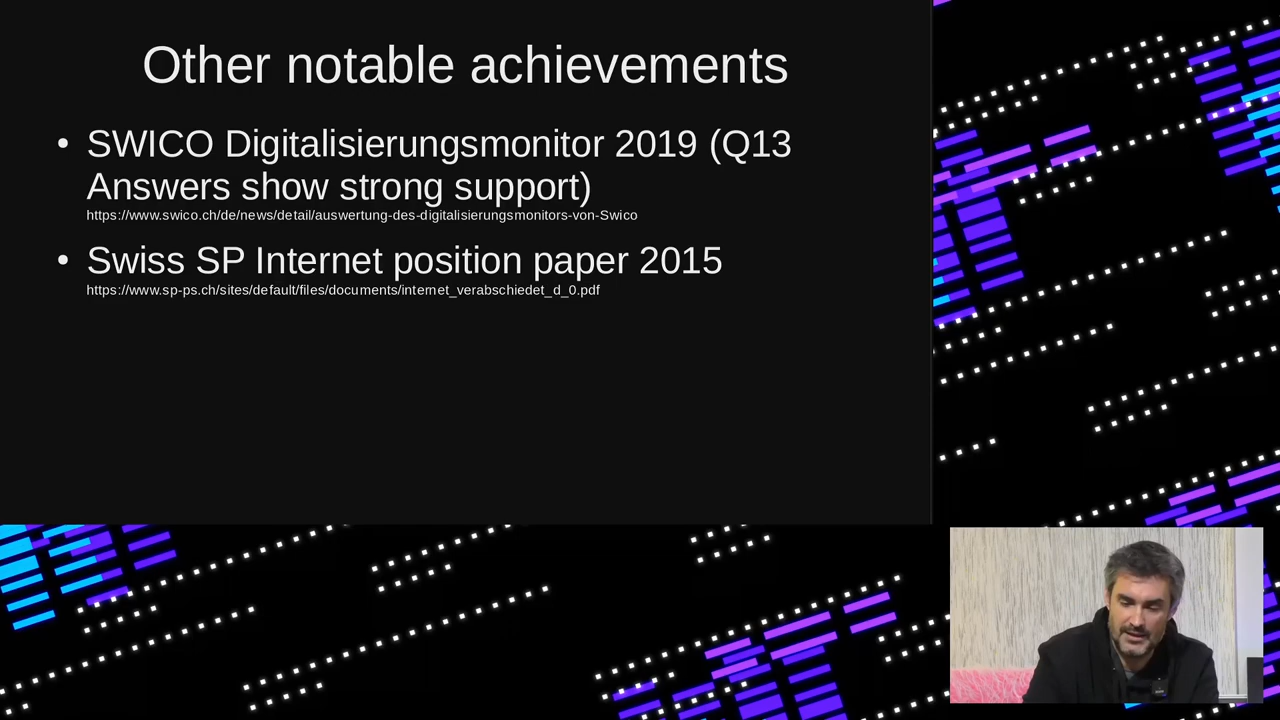 Other notable achievements
• SWICO Digitalisierungsmonitor 2019 (Q13
Answers show strong support)
https://www.swico.ch/de/news/detail/auswertung-des-digitalisierungsmonitors-von-Swico
• Swiss SP Internet position paper 2015
https://www.sp-ps.ch/sites/default/files/documents/internet_verabschiedet_d_0.pdf